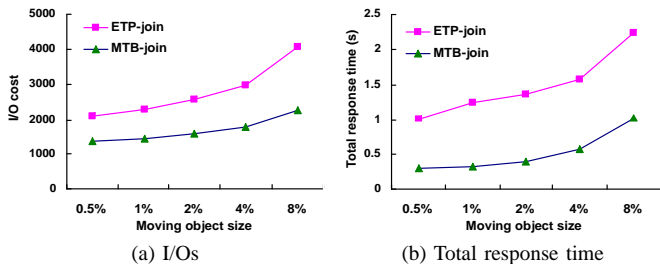 5000
4000
3000
2000
1000
0
I/O cost
ETP-join
MTB-join
0.5% 1% 2% 4% 8%
Moving object size
(a) I/Os
2.5
2
1.5
1
0.5
0
Total response time (s)
ETP-join
MTB-join
0.5% 1% 2% 4% 8%
Moving object size
(b) Total response time